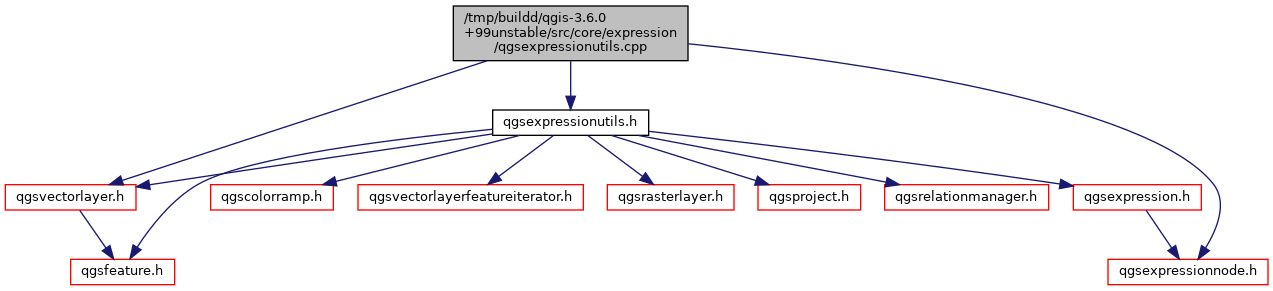 /tmp/buildd/qgis-3.6.0
+99unstable/src/core/expression
/qgsexpressionutils.cpp
qgsexpressionutils.h
qgsvectorlayer.h
qgscolorramp.h
qgsvectorlayerfeatureiterator.h
qgsrasterlayer.h
qgsproject.h
qgsrelationmanager.h
qgsexpression.h
qgsfeature.h
qgsexpressionnode.h